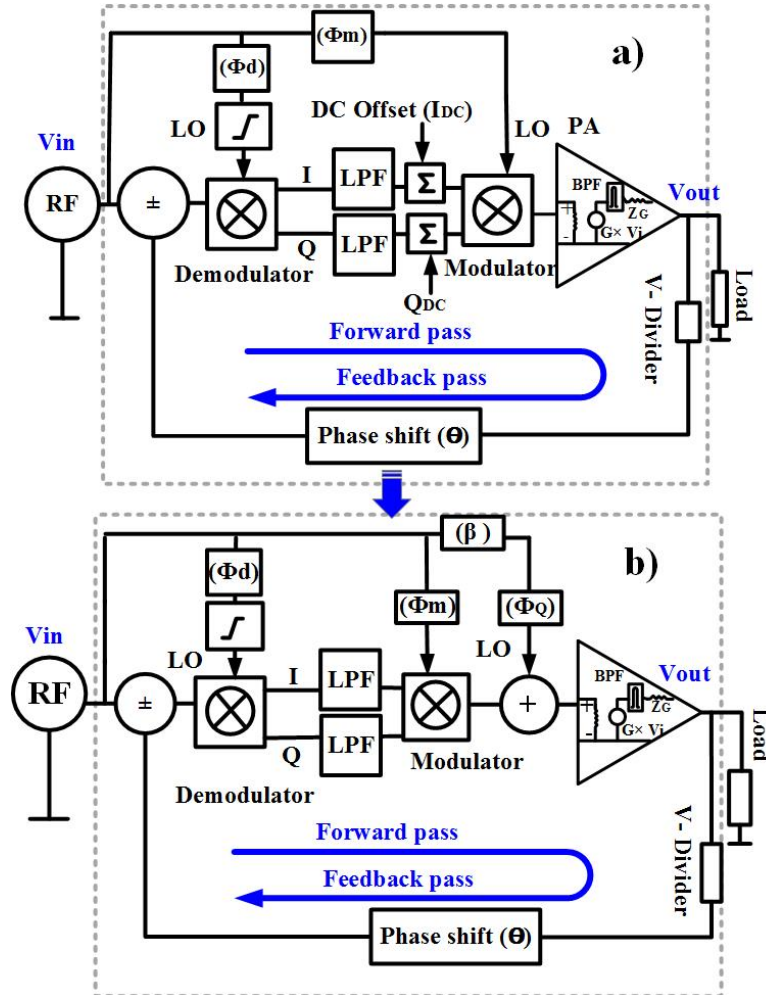 (Φm)
a)
(Φd)
DC Offset (IDC)
LO
LO
PA
Vin
I
LPF
Σ
BPF
Vout
RF
±
ZG
G× Vi
+
-
Q
LPF
Σ
Demodulator
Modulator
QDC
Load
V- Divider
Forward pass
Feedback pass
Phase shift (Θ)
(β )
b)
(Φd)
(Φm)
(ΦQ)
Vin
LO
LO
I
LPF
BPF
Vout
RF
±
+
ZG
G× Vi
+
-
Q
LPF
Modulator
Demodulator
Load
V- Divider
Forward pass
Feedback pass
Phase shift (Θ)